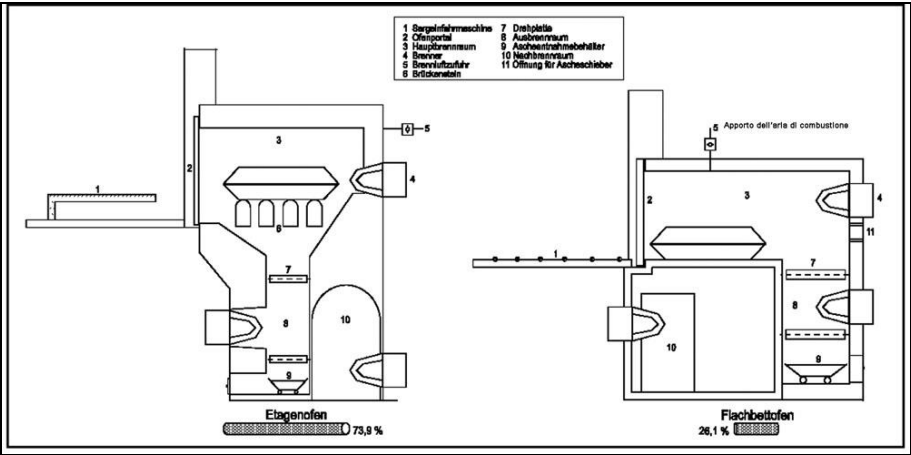 1 Sargeinfahrmaschine 7 Drehplatte
2 Ofenportal 8 Ausbrennraum
3 Hauptbrennraum 9 Ascheentnahmebehälter
4 Brenner 10 Nachbrennraum
5 Brennluftzufuhr 11 Öffnung für Ascheschieber
6 Brückenstein
5 Apporto dell'aria di combustione
3
5
2
4
1
6
7
8
10
9
Etagenofen
73,9 %
2
3
4
11
1
7
8
10
9
Flachbettofen
26,1 %